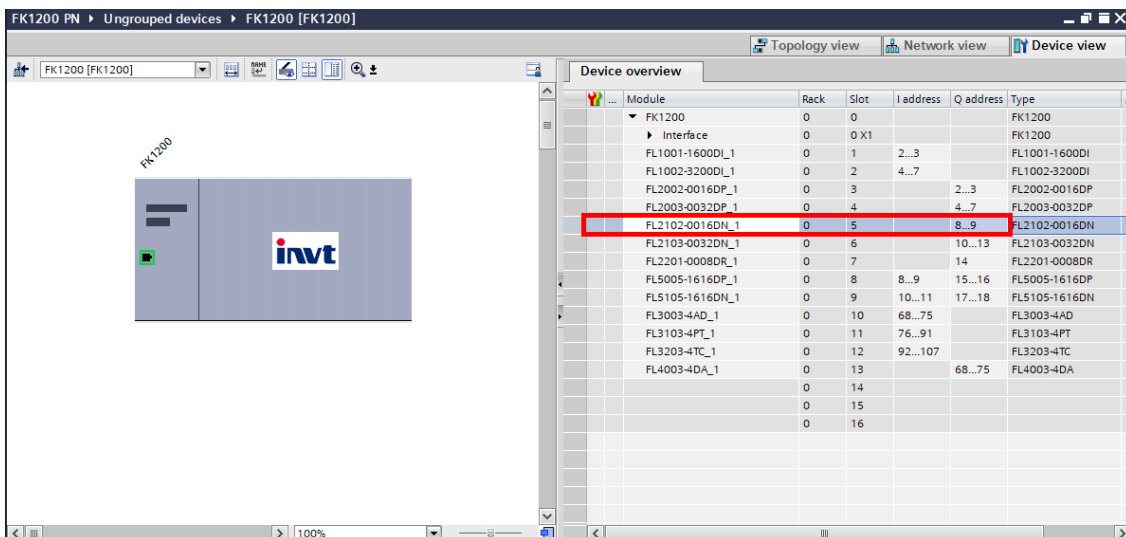 FK1200 PN ▸ Ungrouped devices ▸ FK1200 [FK1200]
Topology view Network view Device view
FK1200 [FK1200]
Device overview
... Module Rack Slot I address Q address Type
FK1200 0 0 FK1200
Interface 0 0 X1 FK1200
FL1001-1600DI_1 0 1 2...3 FL1001-1600DI
FL1002-3200DI_1 0 2 4...7 FL1002-3200DI
FL2002-0016DP_1 0 3 2...3 FL2002-0016DP
FL2003-0032DP_1 0 4 4...7 FL2003-0032DP
FL2102-0016DN_1 0 5 8...9 FL2102-0016DN
FL2103-0032DN_1 0 6 10...13 FL2103-0032DN
FL2201-0008DR_1 0 7 14 FL2201-0008DR
FL5005-1616DP_1 0 8 8...9 15...16 FL5005-1616DP
FL5105-1616DN_1 0 9 10...11 17...18 FL5105-1616DN
FL3003-4AD_1 0 10 68...75 FL3003-4AD
FL3103-4PT_1 0 11 76...91 FL3103-4PT
FL3203-4TC_1 0 12 92...107 FL3203-4TC
FL4003-4DA_1 0 13 68...75 FL4003-4DA
0 14
0 15
0 16
FK1200
invt
100%